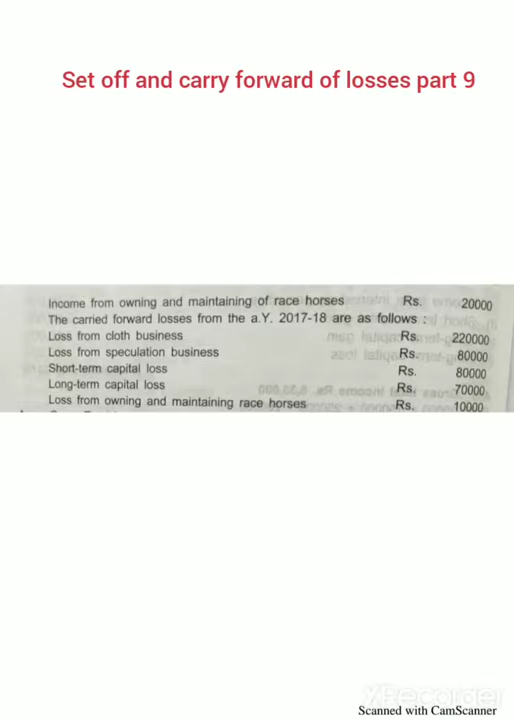 Set off and carry forward of losses part 9
Income from owning and maintaining of race horses Rs. 20000
The carried forward losses from the a.Y. 2017-18 are as follows :
Loss from cloth business Rs. 220000
Loss from speculation business Rs. 80000
Short-term capital loss Rs. 80000
Long-term capital loss Rs. 70000
Loss from owning and maintaining race horses Rs. 10000
XRecorder
Scanned with CamScanner